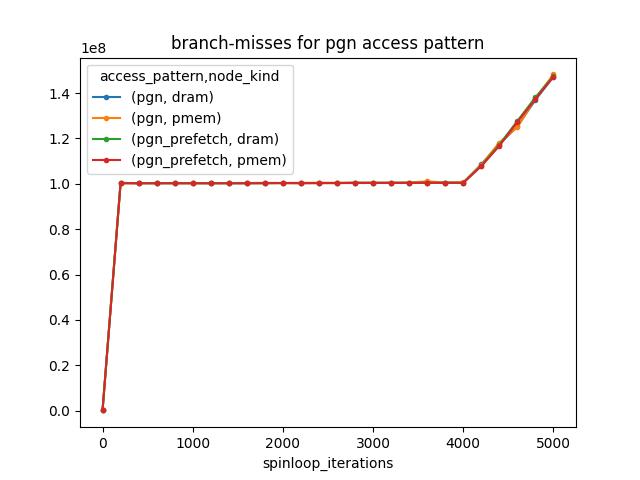 branch-misses for pgn access pattern
1e8
access_pattern,node_kind
(pgn, dram)
(pgn, pmem)
(pgn_prefetch, dram)
(pgn_prefetch, pmem)
1.4
1.2
1.0
0.8
0.6
0.4
0.2
0.0
0 1000 2000 3000 4000 5000
spinloop_iterations